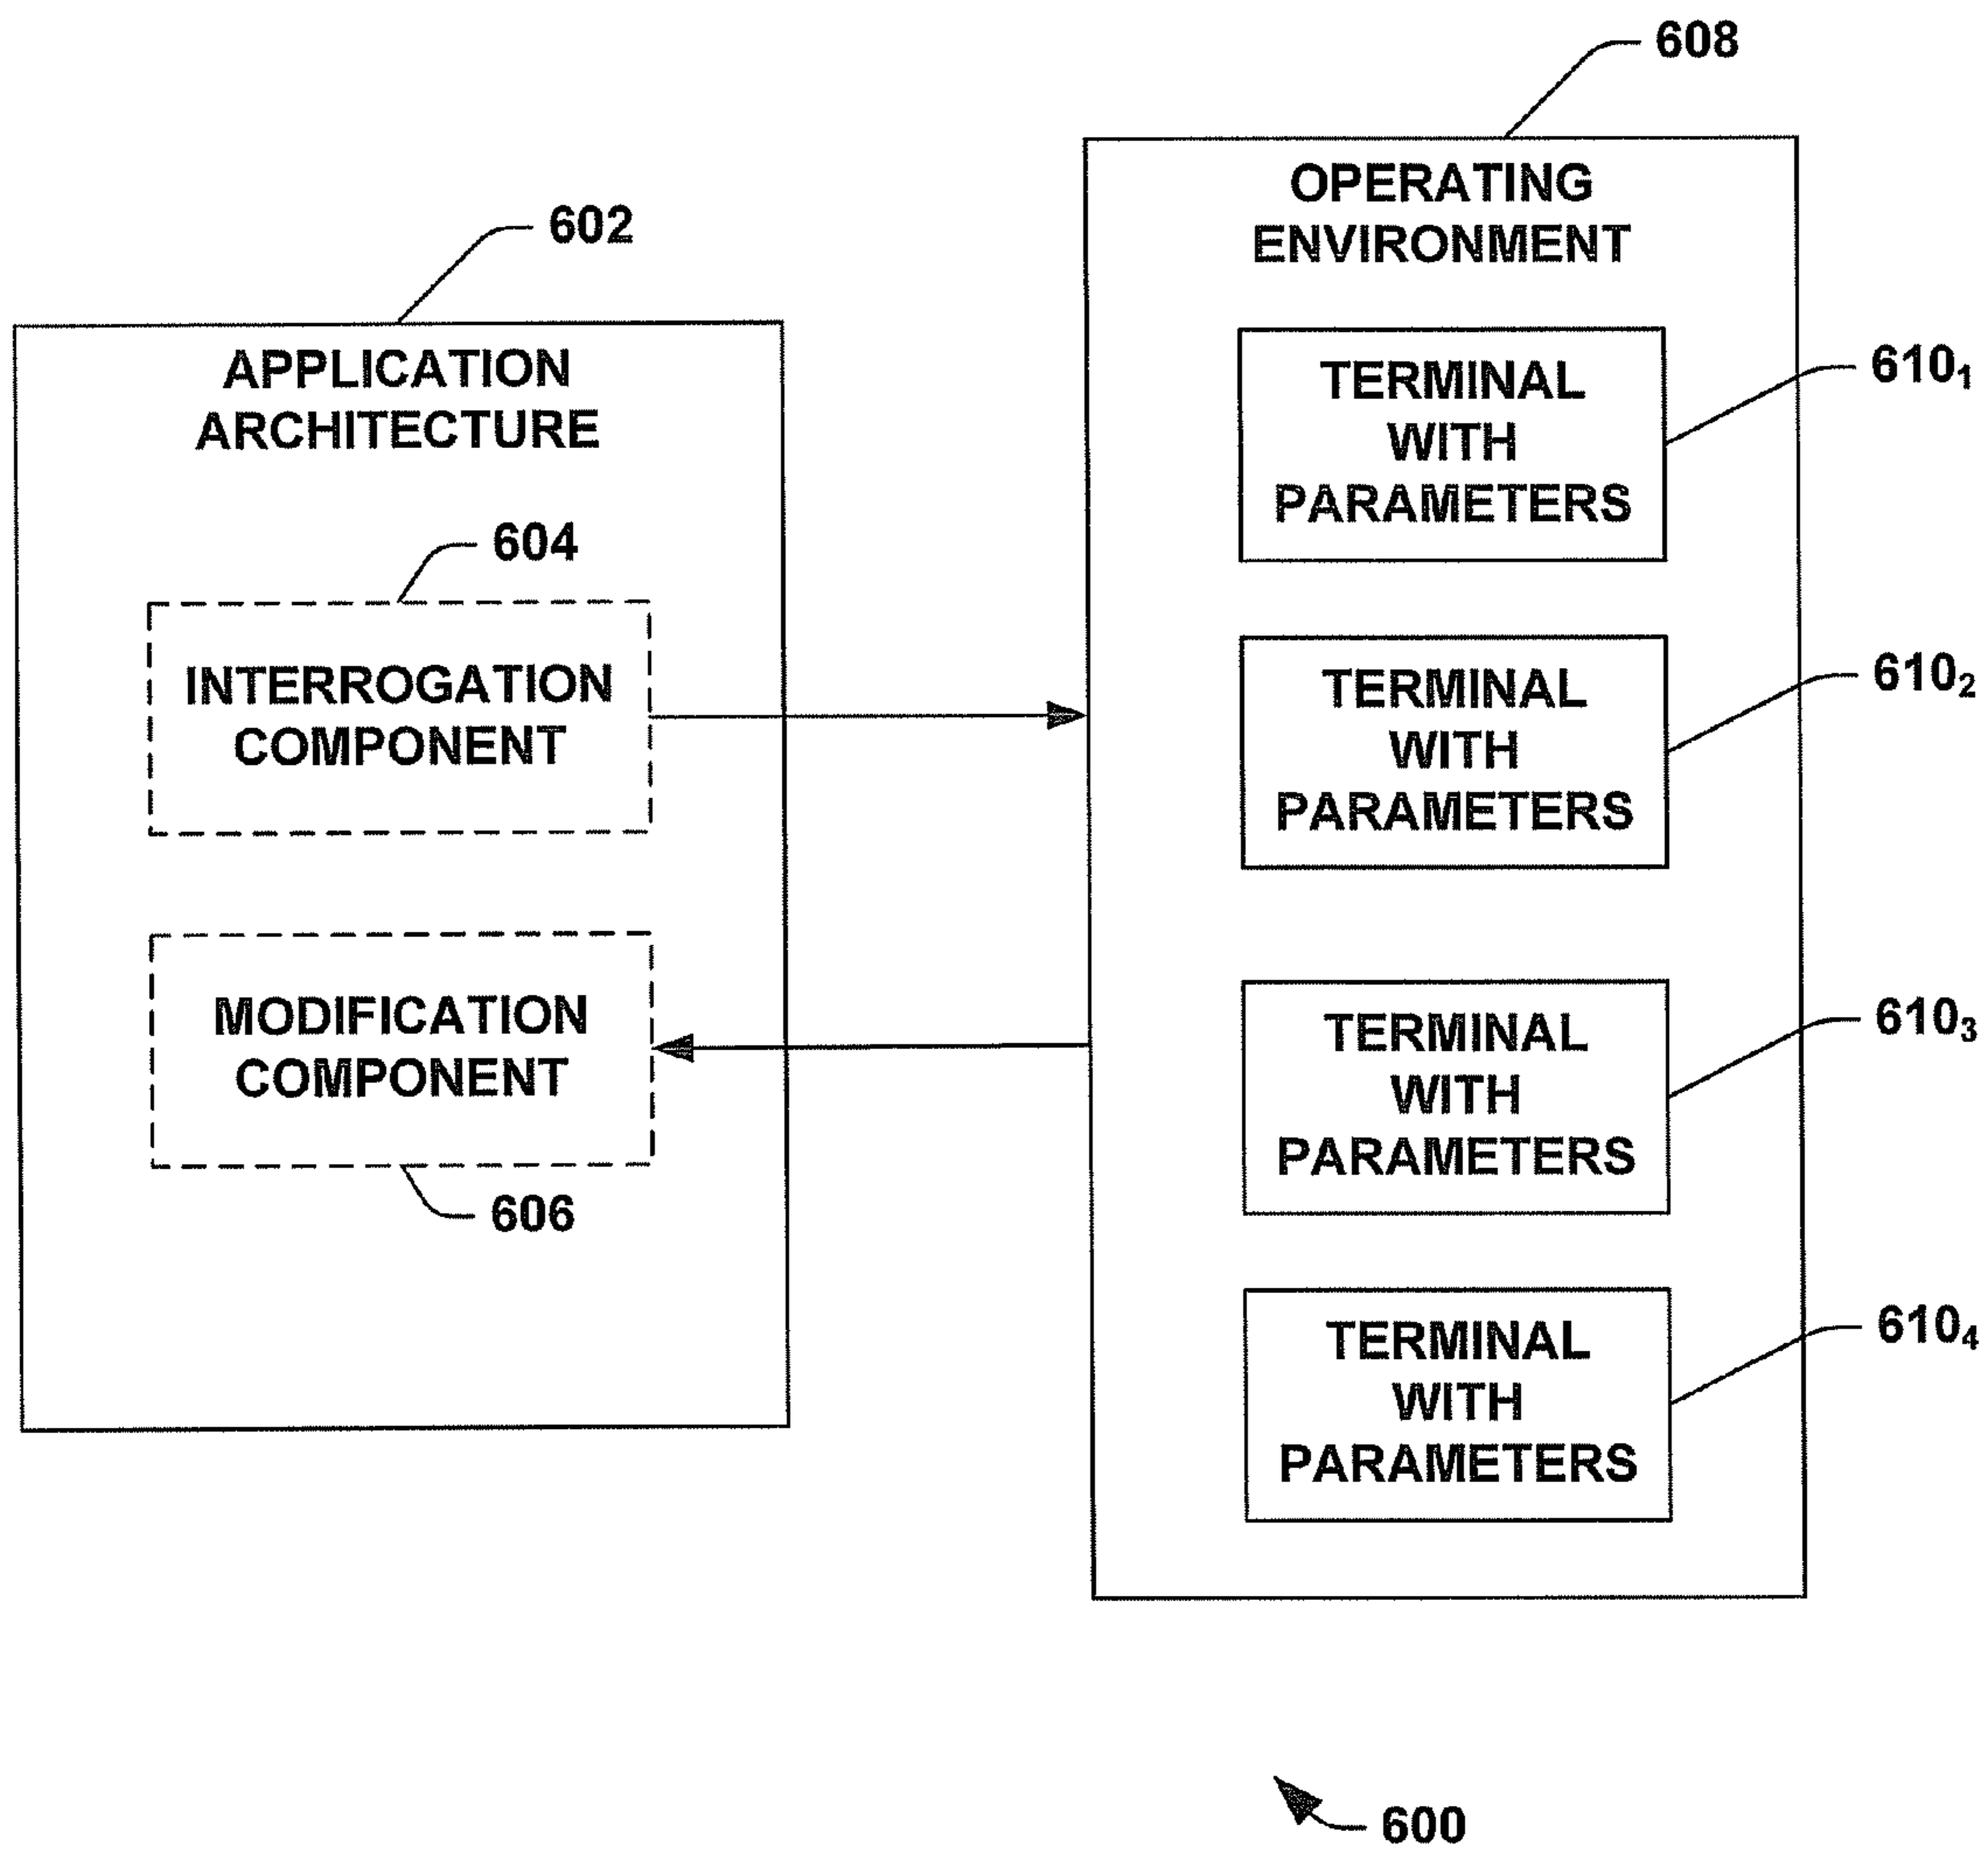 608
OPERATING
ENVIRONMENT
602
APPLICATION
ARCHITECTURE
TERMINAL
WITH
PARAMETERS
610₁
604
INTERROGATION
COMPONENT
TERMINAL
WITH
PARAMETERS
610₂
MODIFICATION
COMPONENT
606
TERMINAL
WITH
PARAMETERS
610₃
TERMINAL
WITH
PARAMETERS
610₄
600